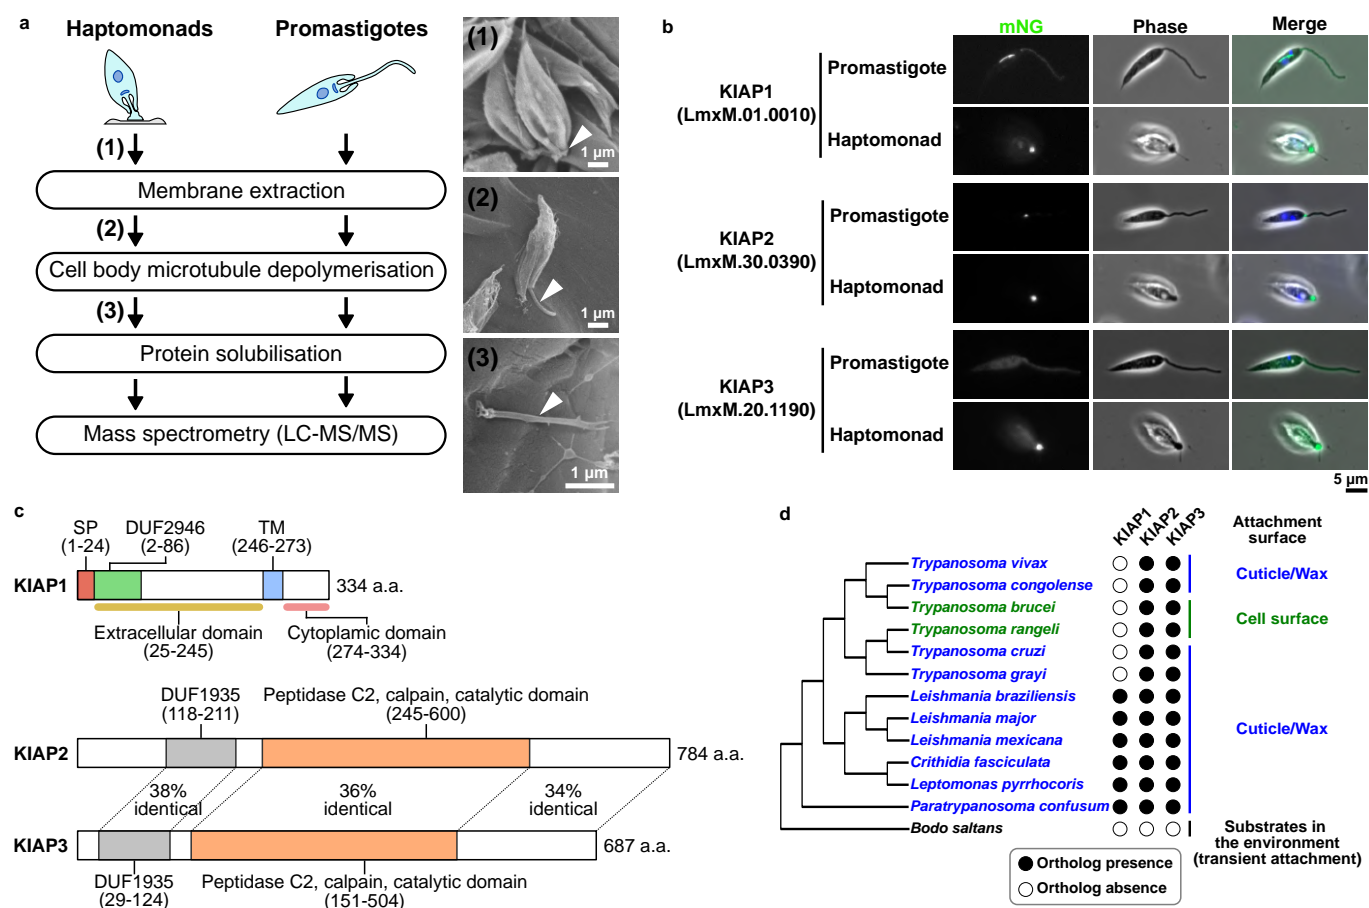 a
Haptomonads
Promastigotes
(1)
Membrane extraction
(2)
Cell body microtubule depolymerisation
(3)
Protein solubilisation
Mass spectrometry (LC-MS/MS)
(1)
1 µm
(2)
1 µm
(3)
1 µm
b
mNG
Phase
Merge
KIAP1
(LmxM.01.0010)
Promastigote
Haptomonad
KIAP2
(LmxM.30.0390)
Promastigote
Haptomonad
KIAP3
(LmxM.20.1190)
Promastigote
Haptomonad
5 µm
c
SP
(1-24)
DUF2946
(2-86)
TM
(246-273)
KIAP1
334 a.a.
Extracellular domain
(25-245)
Cytoplamic domain
(274-334)
DUF1935
(118-211)
Peptidase C2, calpain, catalytic domain
(245-600)
KIAP2
784 a.a.
38%
identical
36%
identical
34%
identical
KIAP3
687 a.a.
DUF1935
(29-124)
Peptidase C2, calpain, catalytic domain
(151-504)
d
KIAP1
KIAP2
KIAP3
Attachment
surface
Trypanosoma vivax
Trypanosoma congolense
Cuticle/Wax
Trypanosoma brucei
Trypanosoma rangeli
Cell surface
Trypanosoma cruzi
Trypanosoma grayi
Leishmania braziliensis
Leishmania major
Leishmania mexicana
Crithidia fasciculata
Leptomonas pyrrhocoris
Paratrypanosoma confusum
Cuticle/Wax
Bodo saltans
Substrates in
the environment
(transient attachment)
Ortholog presence
Ortholog absence